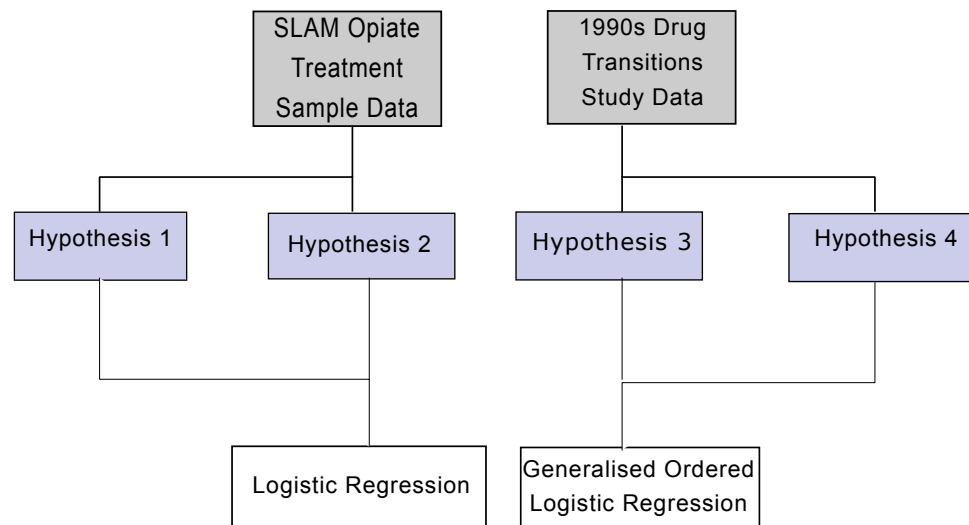 SLAM Opiate
Treatment
Sample Data
1990s Drug
Transitions
Study Data
Hypothesis 1
Hypothesis 2
Hypothesis 3
Hypothesis 4
Logistic Regression
Generalised Ordered
Logistic Regression